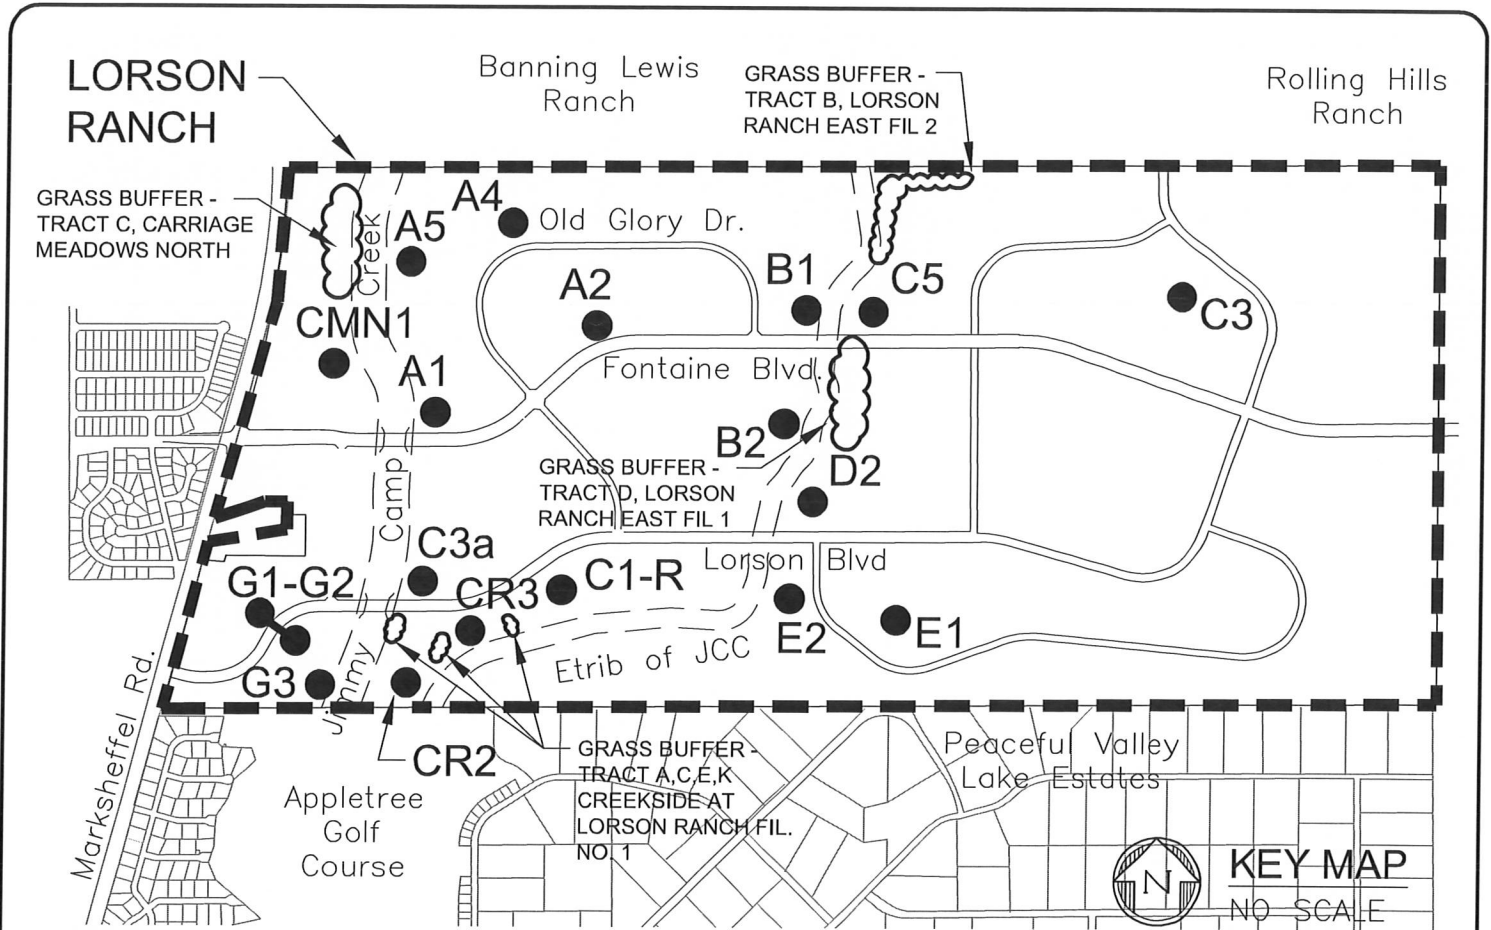 LORSON
RANCH
Banning Lewis
Ranch
GRASS BUFFER -
TRACT B, LORSON
RANCH EAST FIL 2
Rolling Hills
Ranch
GRASS BUFFER -
TRACT C, CARRIAGE
MEADOWS NORTH
Creek
A5
A4
Old Glory Dr.
A2
B1
C5
C3
CMN1
A1
Fontaine Blvd.
B2
GRASS BUFFER -
TRACT D, LORSON
RANCH EAST FIL 1
D2
Camp
C3a
G1-G2
CR3
C1-R
Lorson Blvd
E2
E1
Etrib of JCC
G3
Jimmy
CR2
Marksheffel Rd.
GRASS BUFFER -
TRACT A,C,E,K
CREEKSIDE AT
LORSON RANCH FIL.
NO. 1
Appletree
Golf
Course
Peaceful Valley
Lake Estates
N
KEY MAP
NO SCALE